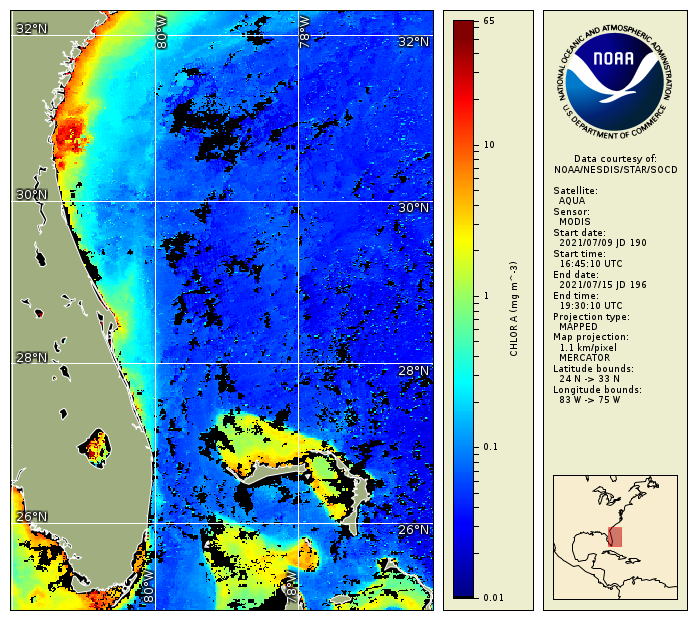 32°N
80°W
78°W
32°N
30°N
30°N
28°N
28°N
26°N
26°N
80°W
78°W
65
10
1
0.1
0.01
CHLOR A (mg m^-3)
NATIONAL OCEANIC AND ATMOSPHERIC ADMINISTRATION
NOAA
U.S. DEPARTMENT OF COMMERCE
Data courtesy of:
NOAA/NESDIS/STAR/SOCD
Satellite:
AQUA
Sensor:
MODIS
Start date:
2021/07/09 JD 190
Start time:
16:45:10 UTC
End date:
2021/07/15 JD 196
End time:
19:30:10 UTC
Projection type:
MAPPED
Map projection:
1.1 km/pixel
MERCATOR
Latitude bounds:
24 N -> 33 N
Longitude bounds:
83 W -> 75 W